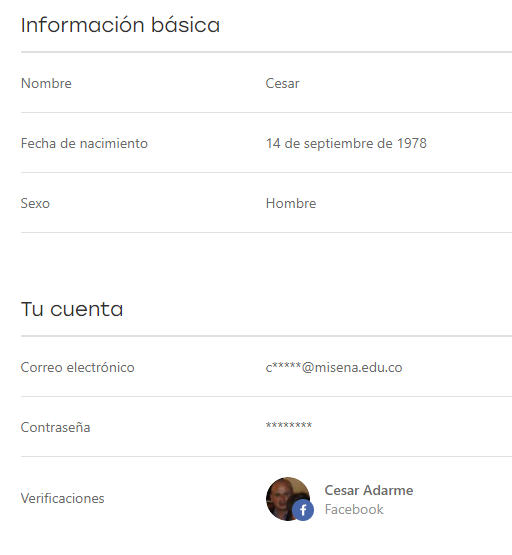 Información básica
Nombre Cesar
Fecha de nacimiento 14 de septiembre de 1978
Sexo Hombre
Tu cuenta
Correo electrónico c*****@misena.edu.co
Contraseña ********
Verificaciones Cesar Adarme
Facebook